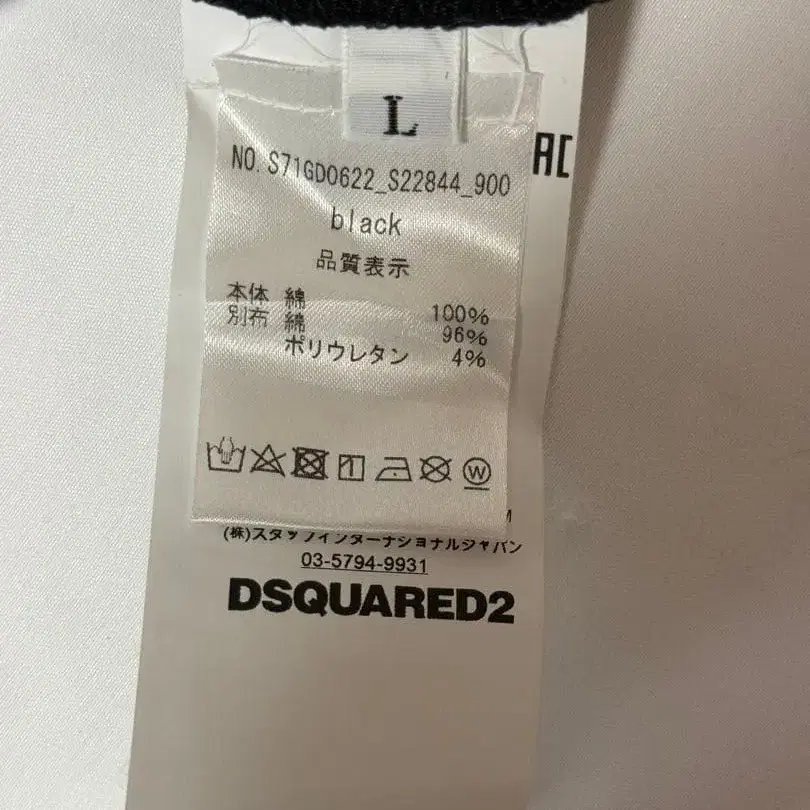 L
AC
NO. S71GD0622_S22844_900
black
品質表示
本体 綿 100%
別布 綿 96%
ポリウレタン 4%
W
M
(株)スタッフインターナショナルジャパン
03-5794-9931
DSQUARED2